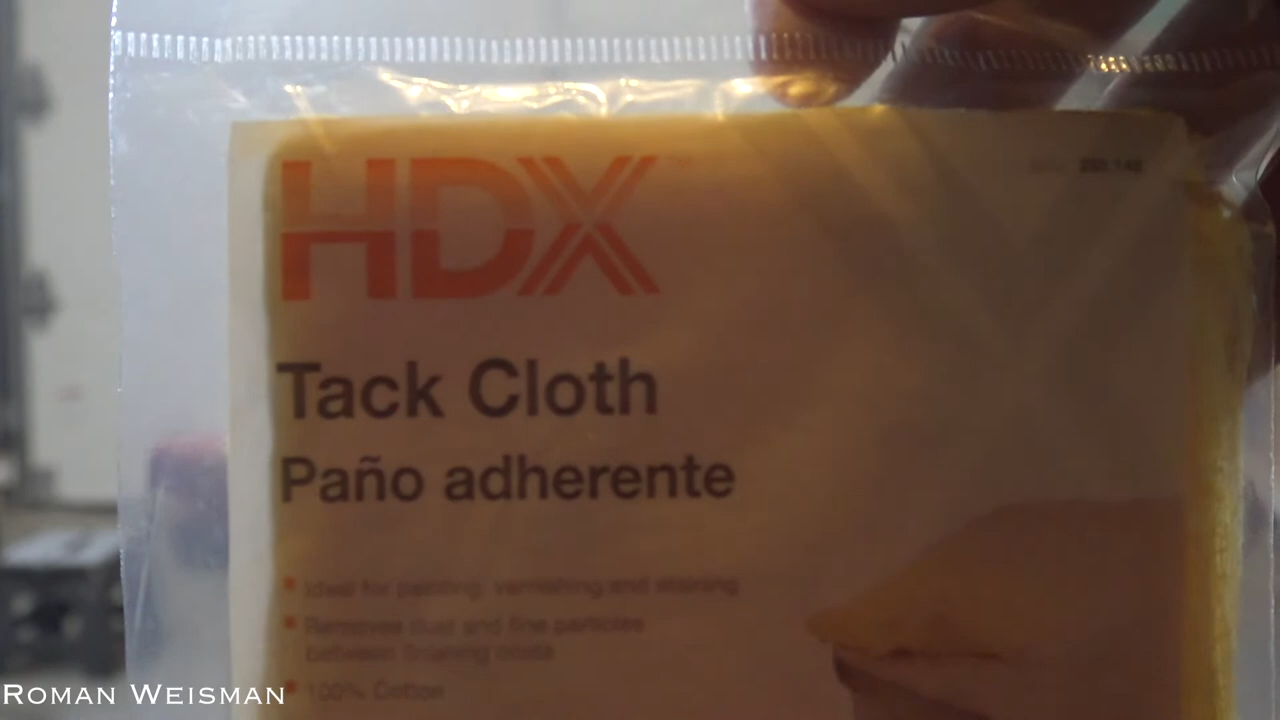 HDX
Tack Cloth
Paño adherente
Ideal for painting, varnishing and staining
Removes dust and fine particles
between finishing coats
100% Cotton
ROMAN WEISMAN